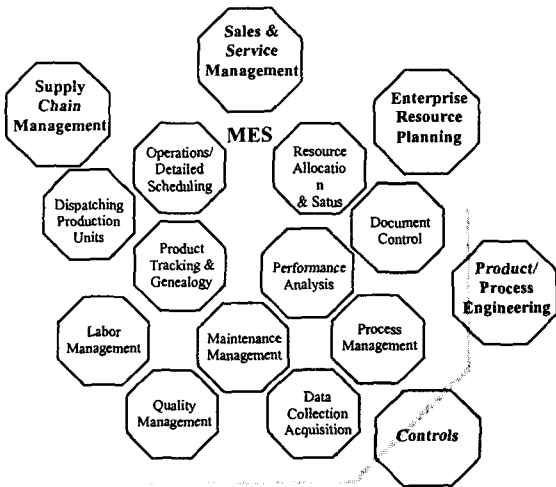 Sales &
Service
Management
Supply
Chain
Management
MES
Enterprise
Resource
Planning
Operations/
Detailed
Scheduling
Resource
Allocatio
n
& Satus
Dispatching
Production
Units
Document
Control
Product
Tracking &
Genealogy
Performance
Analysis
Product/
Process
Engineering
Labor
Management
Maintenance
Management
Process
Management
Quality
Management
Data
Collection
Acquisition
Controls